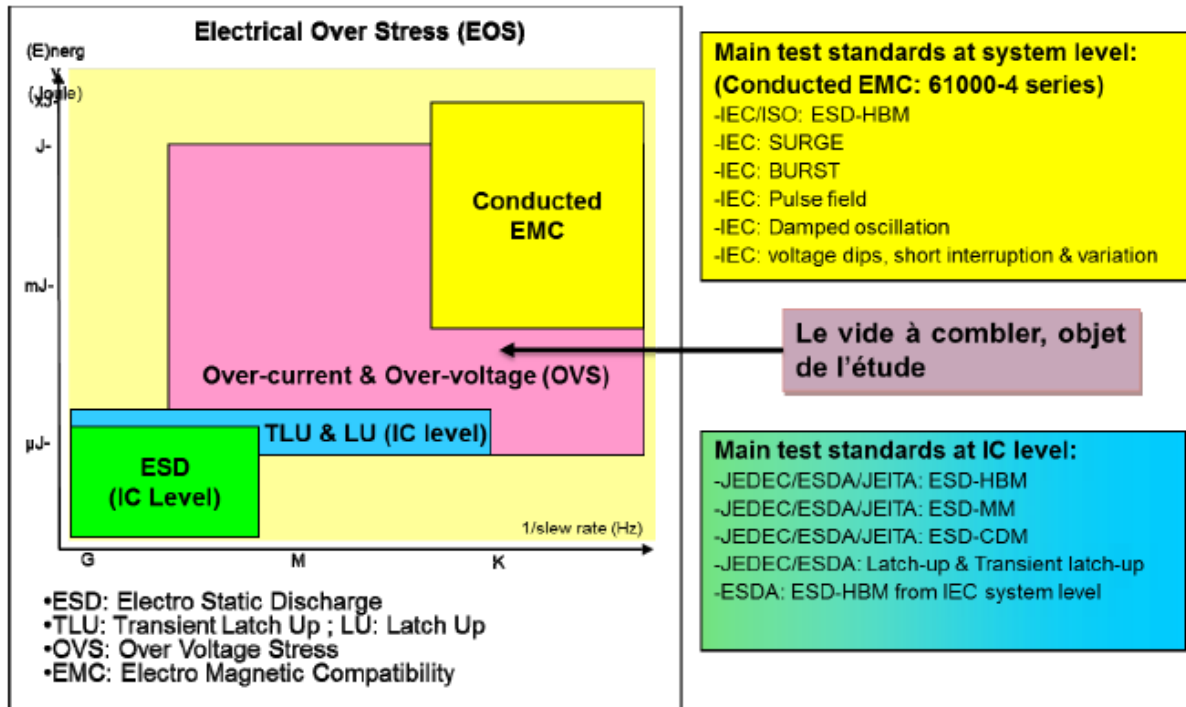 Electrical Over Stress (EOS)
(E)nerg
y
(Joule)
xJ-
J-
mJ-
µJ-
Conducted
EMC
Over-current & Over-voltage (OVS)
TLU & LU (IC level)
ESD
(IC Level)
1/slew rate (Hz)
G M K
•ESD: Electro Static Discharge
•TLU: Transient Latch Up ; LU: Latch Up
•OVS: Over Voltage Stress
•EMC: Electro Magnetic Compatibility
Main test standards at system level:
(Conducted EMC: 61000-4 series)
-IEC/ISO: ESD-HBM
-IEC: SURGE
-IEC: BURST
-IEC: Pulse field
-IEC: Damped oscillation
-IEC: voltage dips, short interruption & variation
Le vide à combler, objet
de l’étude
Main test standards at IC level:
-JEDEC/ESDA/JEITA: ESD-HBM
-JEDEC/ESDA/JEITA: ESD-MM
-JEDEC/ESDA/JEITA: ESD-CDM
-JEDEC/ESDA: Latch-up & Transient latch-up
-ESDA: ESD-HBM from IEC system level